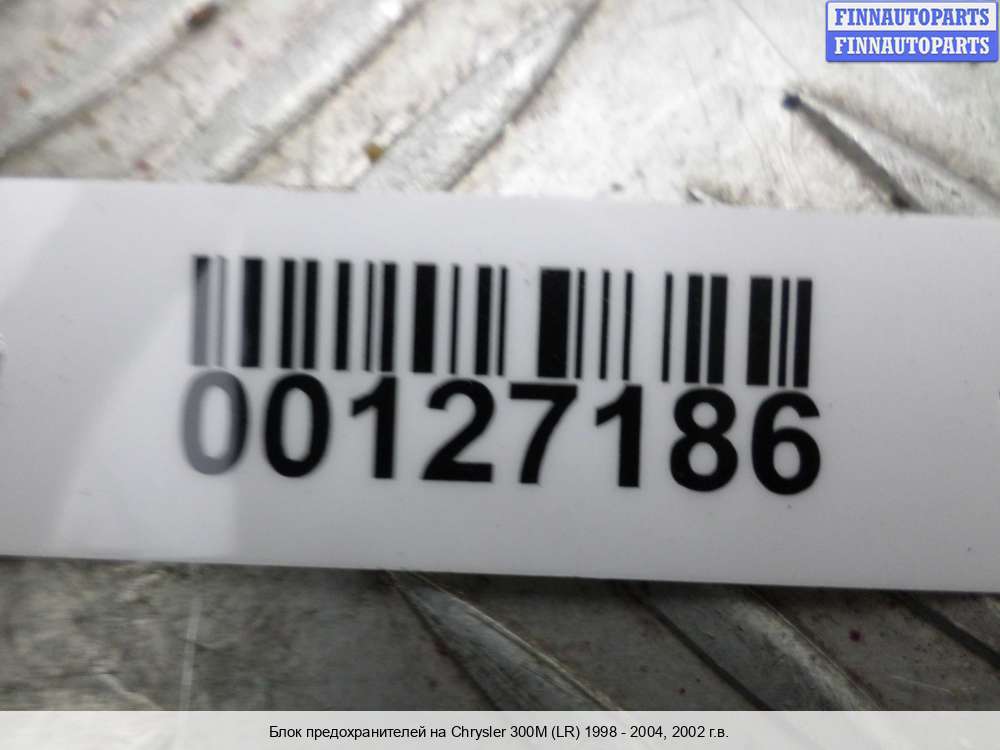 FINNAUTOPARTS
FINNAUTOPARTS
00127186
Блок предохранителей на Chrysler 300M (LR) 1998 - 2004, 2002 г.в.